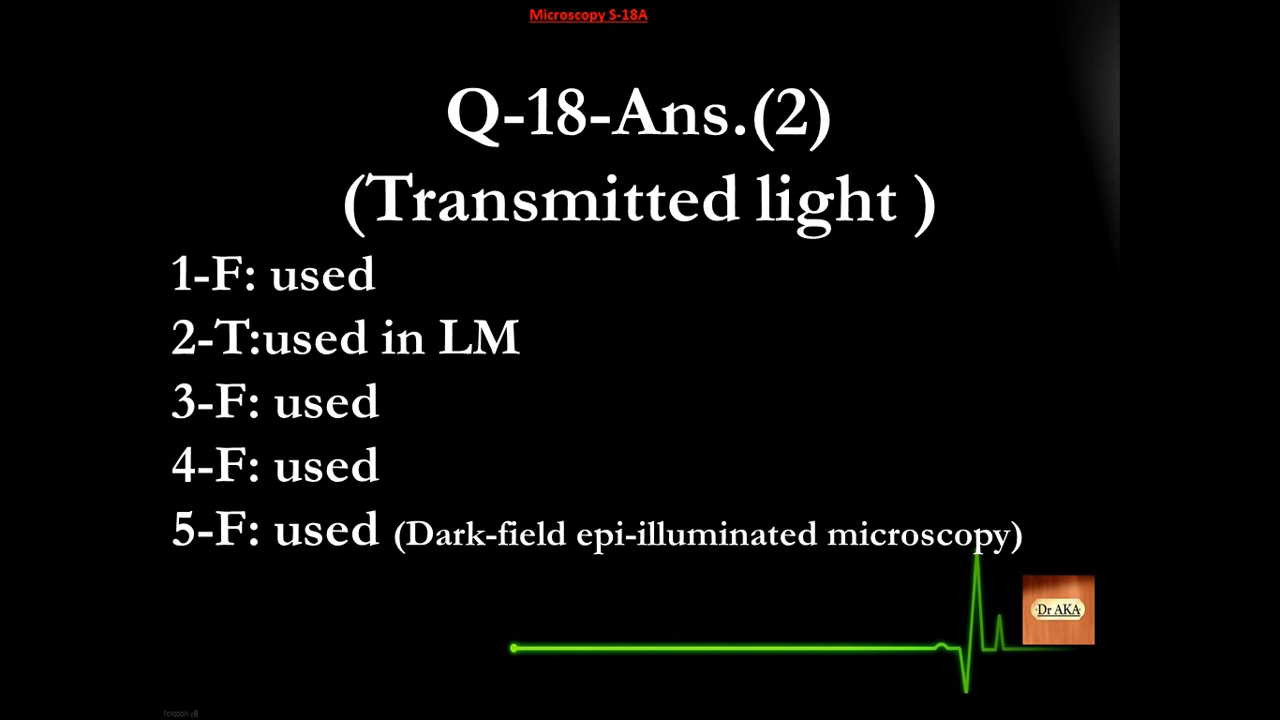 Microscopy S-18A
Q-18-Ans.(2)
(Transmitted light )
1-F: used
2-T:used in LM
3-F: used
4-F: used
5-F: used (Dark-field epi-illuminated microscopy)
Dr AKA